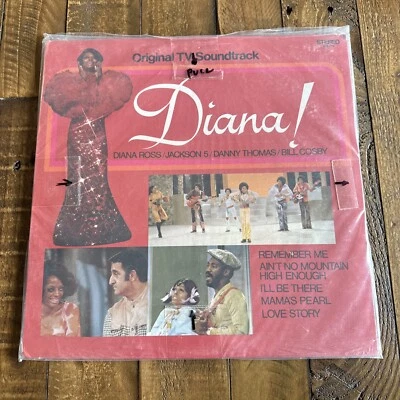 Original TV Soundtrack
STEREO
PULL
Diana!
DIANA ROSS/JACKSON 5/DANNY THOMAS/BILL COSBY
REMEMBER ME
AIN'T NO MOUNTAIN
HIGH ENOUGH
I'LL BE THERE
MAMA'S PEARL
LOVE STORY